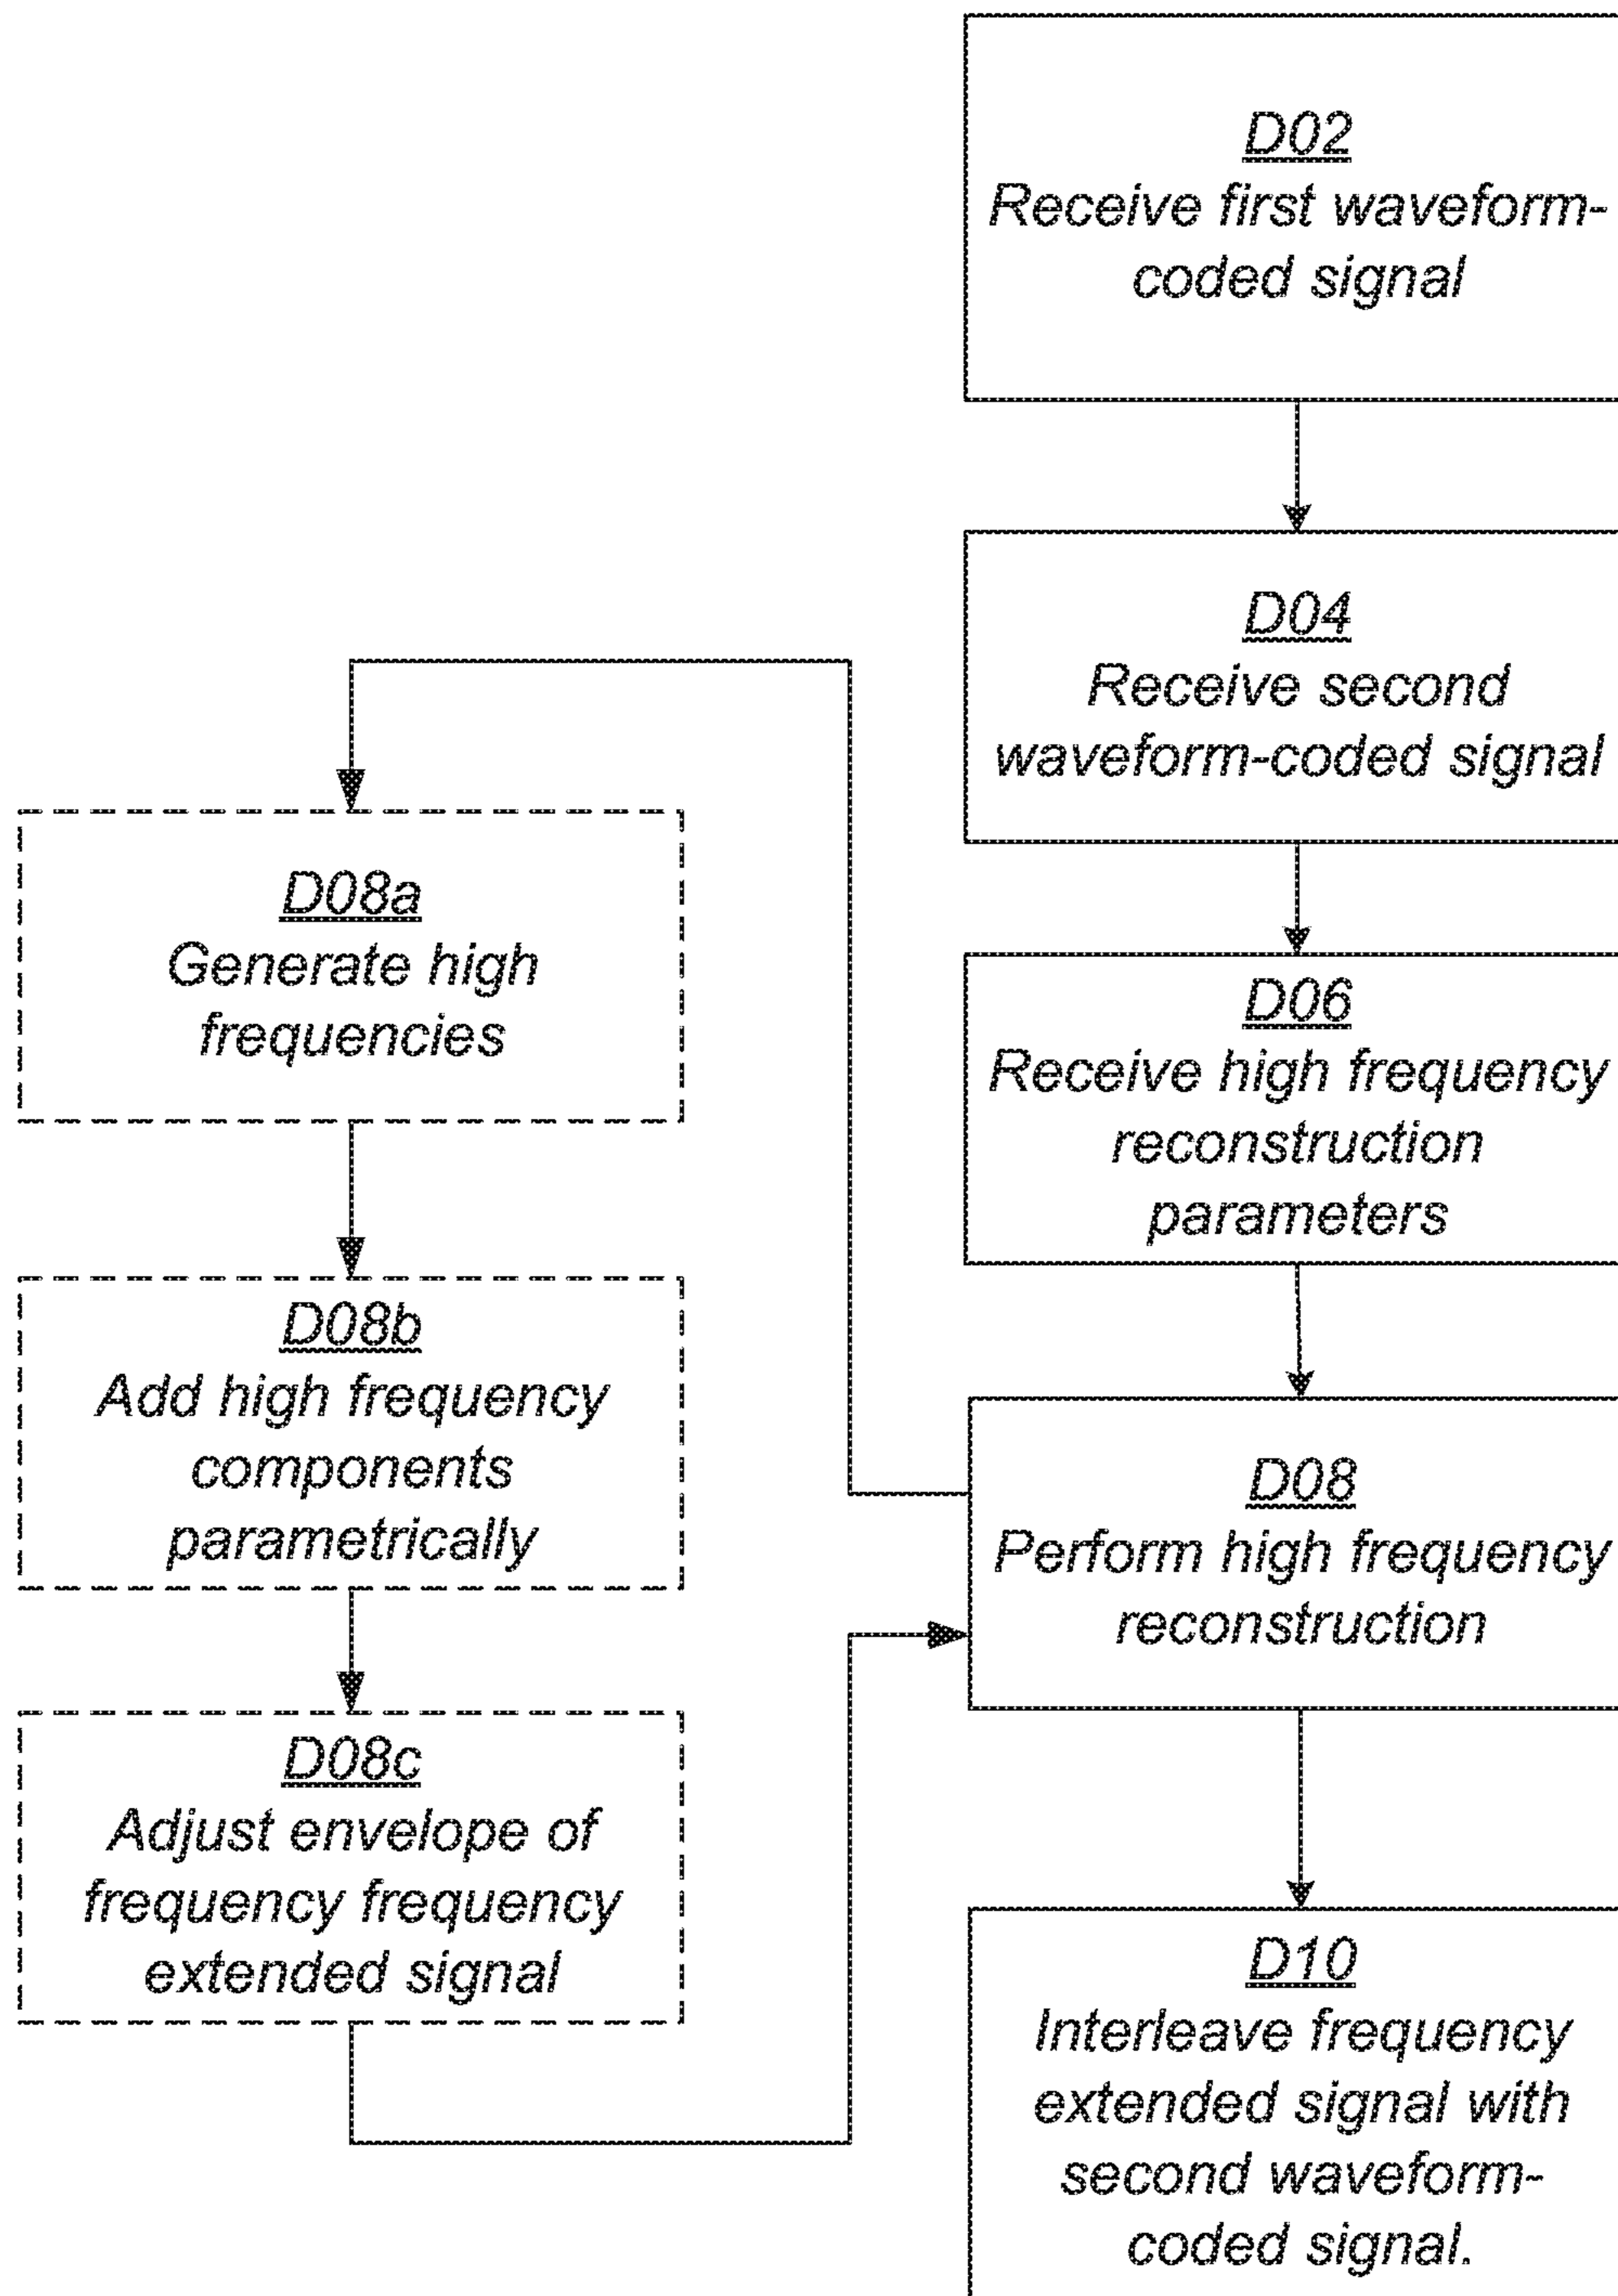 D02
Receive first waveform-
coded signal
D04
Receive second
waveform-coded signal
D06
Receive high frequency
reconstruction
parameters
D08
Perform high frequency
reconstruction
D08a
Generate high
frequencies
D08b
Add high frequency
components
parametrically
D08c
Adjust envelope of
frequency frequency
extended signal
D10
Interleave frequency
extended signal with
second waveform-
coded signal.